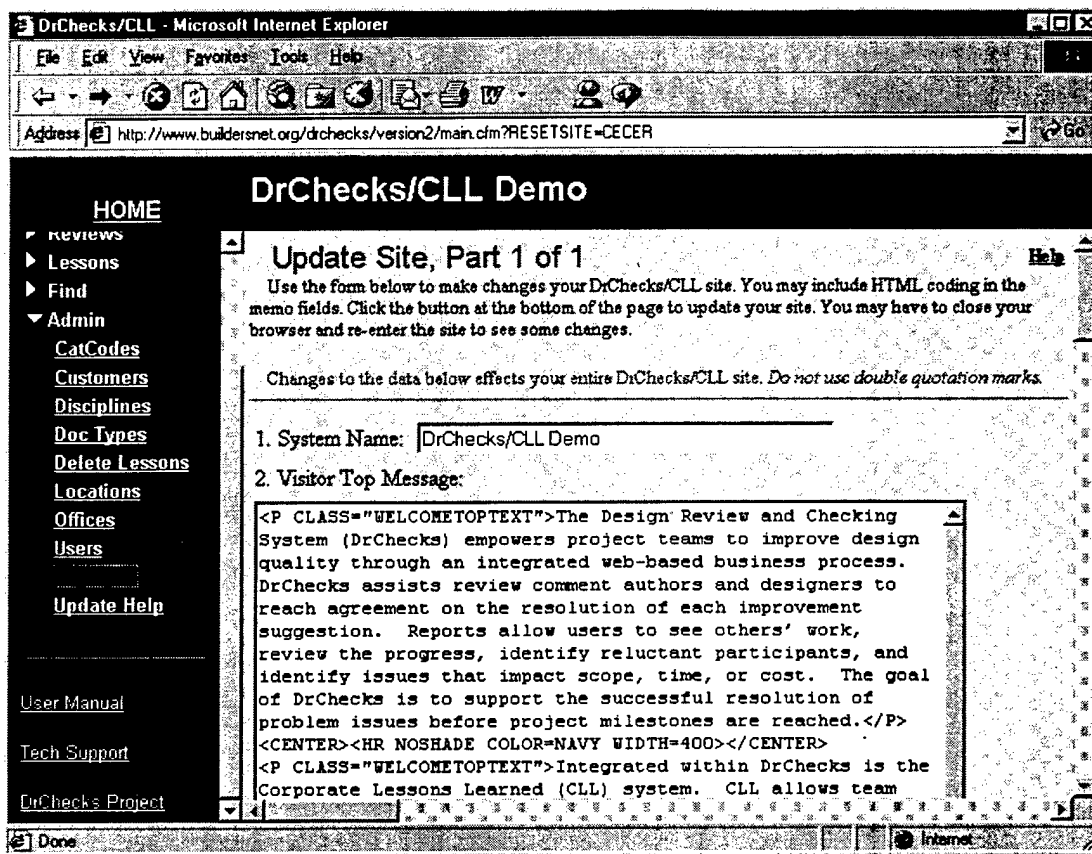 DrChecks/CLL - Microsoft Internet Explorer
File Edit View Favorites Tools Help
Address http://www.buildersnet.org/drchecks/version2/main.cfm?RESETSITE=CECER Go
HOME
DrChecks/CLL Demo
Reviews
Lessons
Find
Admin
CatCodes
Customers
Disciplines
Doc Types
Delete Lessons
Locations
Offices
Users
Update Help
User Manual
Tech Support
DrChecks Project
Update Site, Part 1 of 1
Help
Use the form below to make changes your DrChecks/CLL site. You may include HTML coding in the
memo fields. Click the button at the bottom of the page to update your site. You may have to close your
browser and re-enter the site to see some changes.
Changes to the data below effects your entire DrChecks/CLL site. Do not use double quotation marks.
1. System Name: DrChecks/CLL Demo
2. Visitor Top Message:
<P CLASS="WELCOMETOPTEXT">The Design Review and Checking
System (DrChecks) empowers project teams to improve design
quality through an integrated web-based business process.
DrChecks assists review comment authors and designers to
reach agreement on the resolution of each improvement
suggestion.  Reports allow users to see others' work,
review the progress, identify reluctant participants, and
identify issues that impact scope, time, or cost.  The goal
of DrChecks is to support the successful resolution of
problem issues before project milestones are reached.</P>
<CENTER><HR NOSHADE COLOR=NAVY WIDTH=400></CENTER>
<P CLASS="WELCOMETOPTEXT">Integrated within DrChecks is the
Corporate Lessons Learned (CLL) system.  CLL allows team
Done
Internet